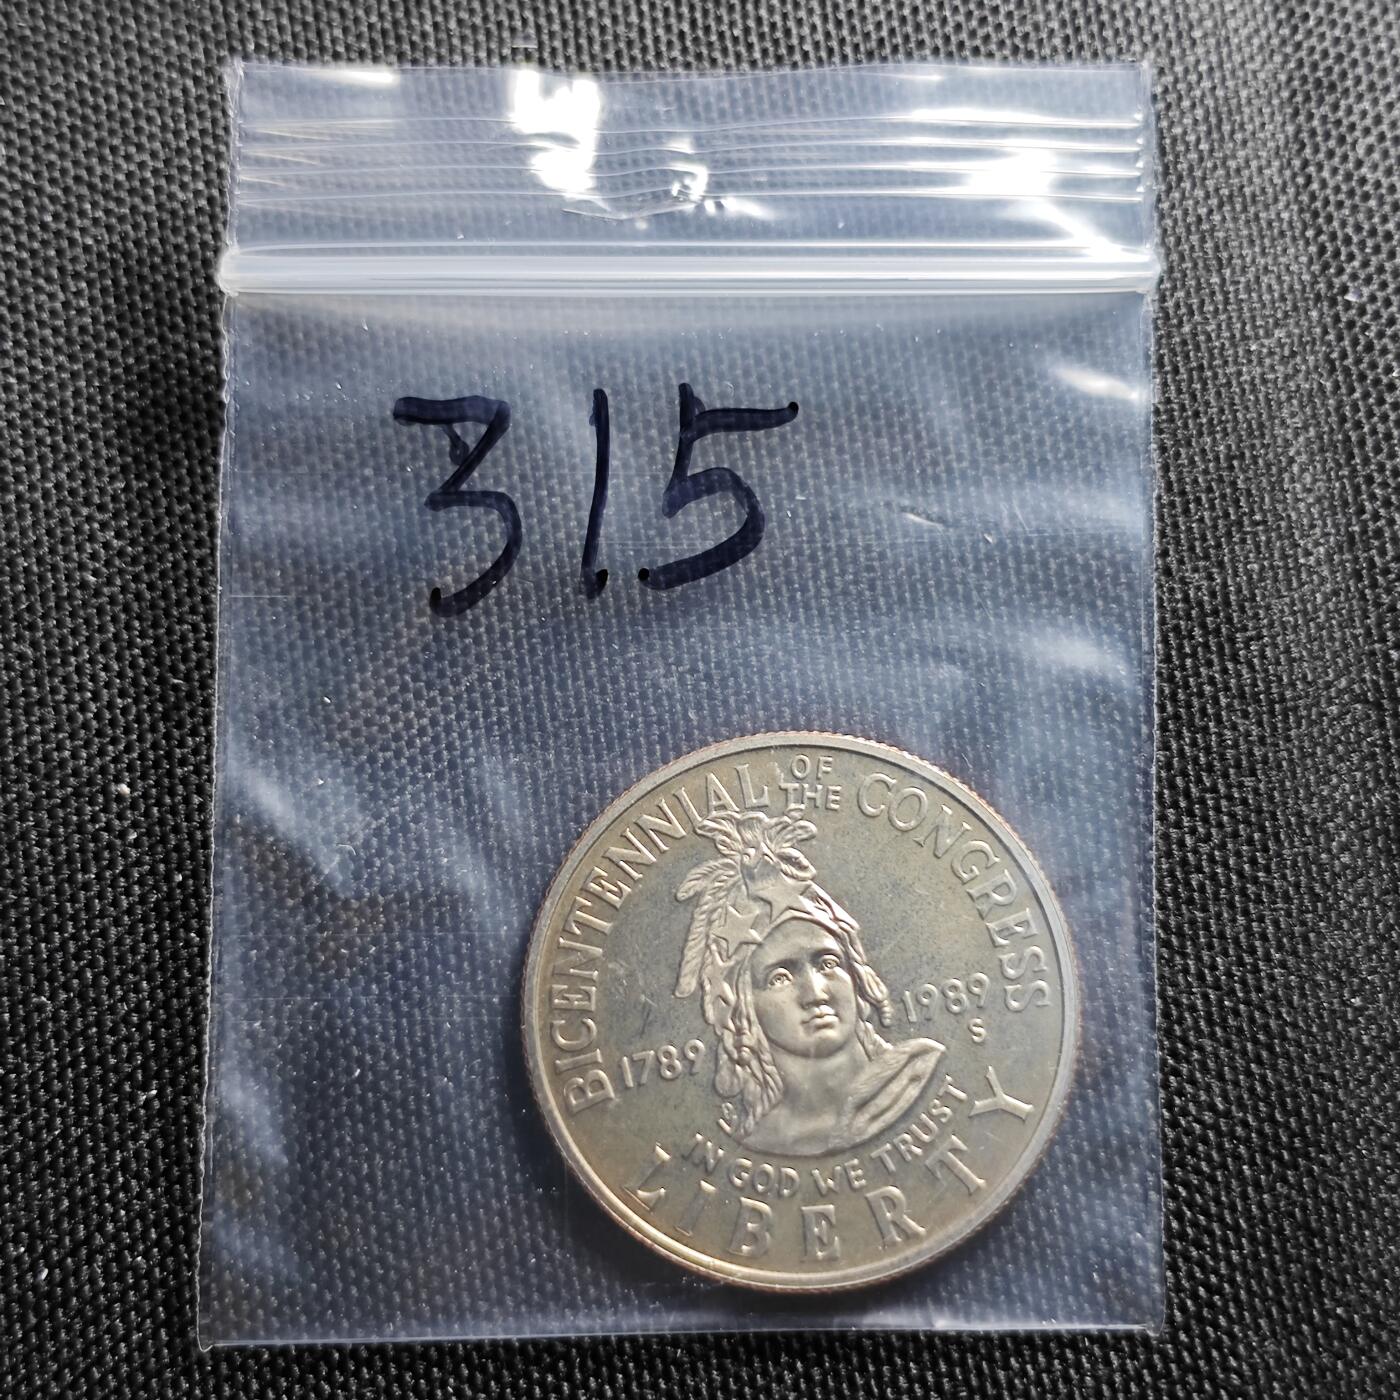 315
BICENTENNIAL OF THE CONGRESS
1789
1989
S
IN GOD WE TRUST
LIBERTY